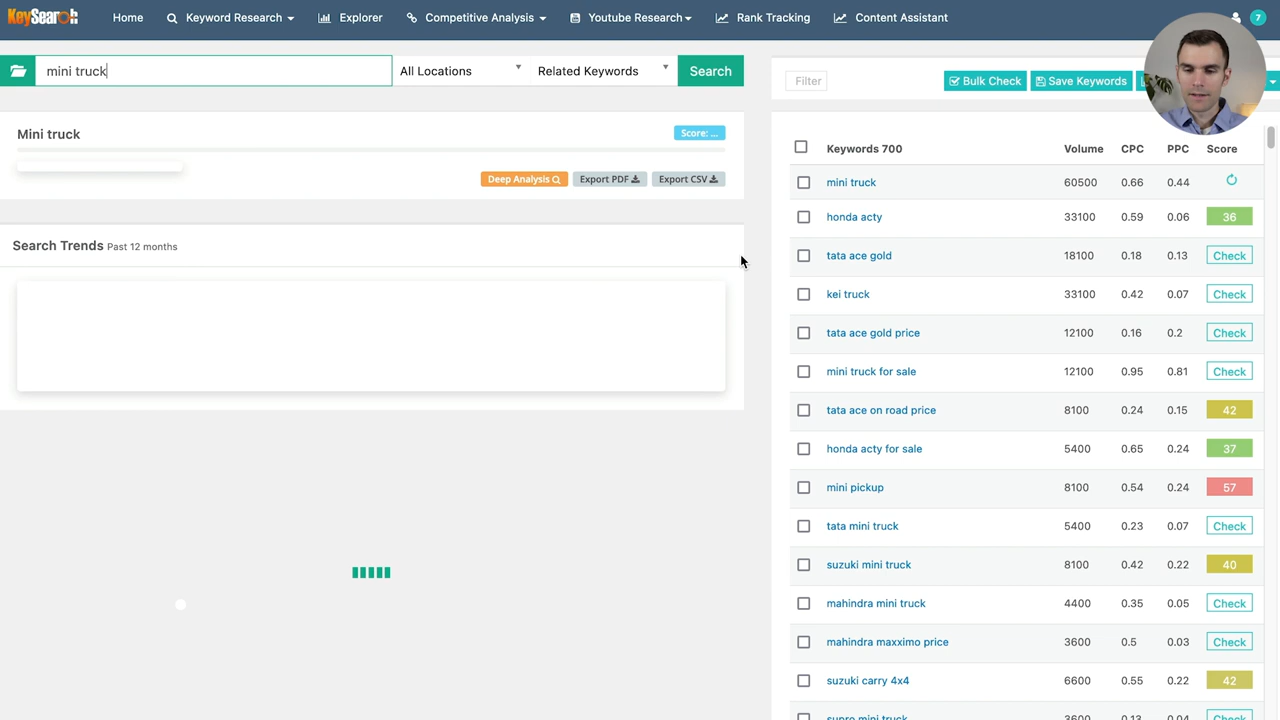 KeySearch Home Keyword Research Explorer Competitive Analysis Youtube Research Rank Tracking Content Assistant 7
mini truck All Locations Related Keywords Search
Filter Bulk Check Save Keywords
Mini truck Score: ...
Deep Analysis Export PDF Export CSV
Search Trends Past 12 months
Keywords 700 Volume CPC PPC Score
mini truck 60500 0.66 0.44
honda acty 33100 0.59 0.06 36
tata ace gold 18100 0.18 0.13 Check
kei truck 33100 0.42 0.07 Check
tata ace gold price 12100 0.16 0.2 Check
mini truck for sale 12100 0.95 0.81 Check
tata ace on road price 8100 0.24 0.15 42
honda acty for sale 5400 0.65 0.24 37
mini pickup 8100 0.54 0.24 57
tata mini truck 5400 0.23 0.07 Check
suzuki mini truck 8100 0.42 0.22 40
mahindra mini truck 4400 0.35 0.05 Check
mahindra maxximo price 3600 0.5 0.03 Check
suzuki carry 4x4 6600 0.55 0.22 42
supro mini truck 3600 0.13 0.04 Check